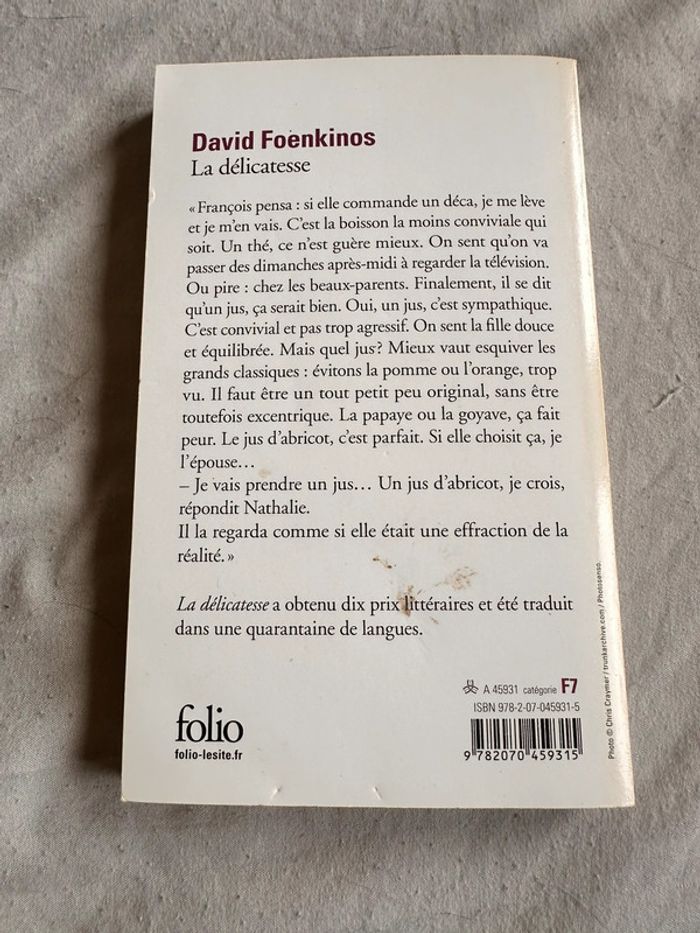 David Foenkinos
La délicatesse
« François pensa : si elle commande un déca, je me lève
et je m'en vais. C'est la boisson la moins conviviale qui
soit. Un thé, ce n'est guère mieux. On sent qu'on va
passer des dimanches après-midi à regarder la télévision.
Ou pire : chez les beaux-parents. Finalement, il se dit
qu'un jus, ça serait bien. Oui, un jus, c'est sympathique.
C'est convivial et pas trop agressif. On sent la fille douce
et équilibrée. Mais quel jus ? Mieux vaut esquiver les
grands classiques : évitons la pomme ou l'orange, trop
vu. Il faut être un tout petit peu original, sans être
toutefois excentrique. La papaye ou la goyave, ça fait
peur. Le jus d'abricot, c'est parfait. Si elle choisit ça, je
l'épouse…
– Je vais prendre un jus… Un jus d'abricot, je crois,
répondit Nathalie.
Il la regarda comme si elle était une effraction de la
réalité. »
La délicatesse a obtenu dix prix littéraires et été traduit
dans une quarantaine de langues.
A 45931 catégorie F7
ISBN 978-2-07-045931-5
folio
folio-lesite.fr
9 782070 459315
Photo © Chris Craymer / trunkarchive.com / Photosenso.